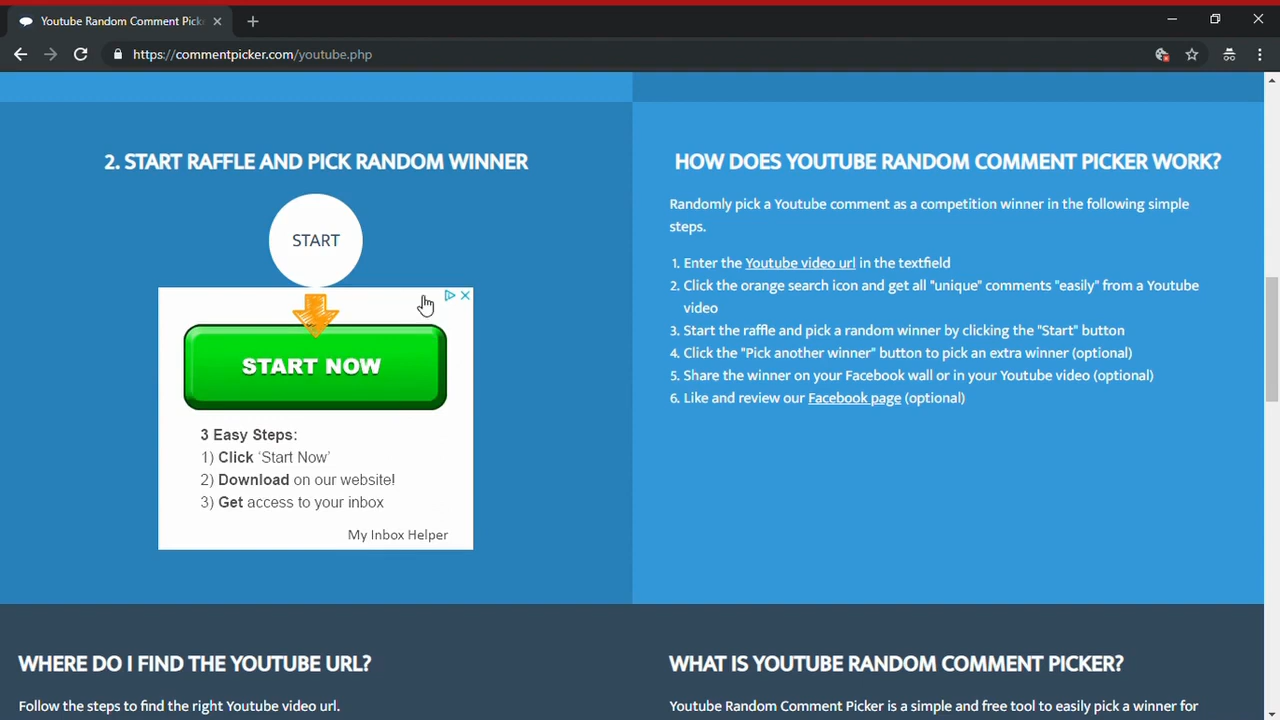 Youtube Random Comment Pick
https://commentpicker.com/youtube.php
2. START RAFFLE AND PICK RANDOM WINNER
START
START NOW
3 Easy Steps:
1) Click ‘Start Now’
2) Download on our website!
3) Get access to your inbox
My Inbox Helper
HOW DOES YOUTUBE RANDOM COMMENT PICKER WORK?
Randomly pick a Youtube comment as a competition winner in the following simple
steps.
1. Enter the Youtube video url in the textfield
2. Click the orange search icon and get all "unique" comments "easily" from a Youtube
video
3. Start the raffle and pick a random winner by clicking the "Start" button
4. Click the "Pick another winner" button to pick an extra winner (optional)
5. Share the winner on your Facebook wall or in your Youtube video (optional)
6. Like and review our Facebook page (optional)
WHERE DO I FIND THE YOUTUBE URL?
Follow the steps to find the right Youtube video url.
WHAT IS YOUTUBE RANDOM COMMENT PICKER?
Youtube Random Comment Picker is a simple and free tool to easily pick a winner for